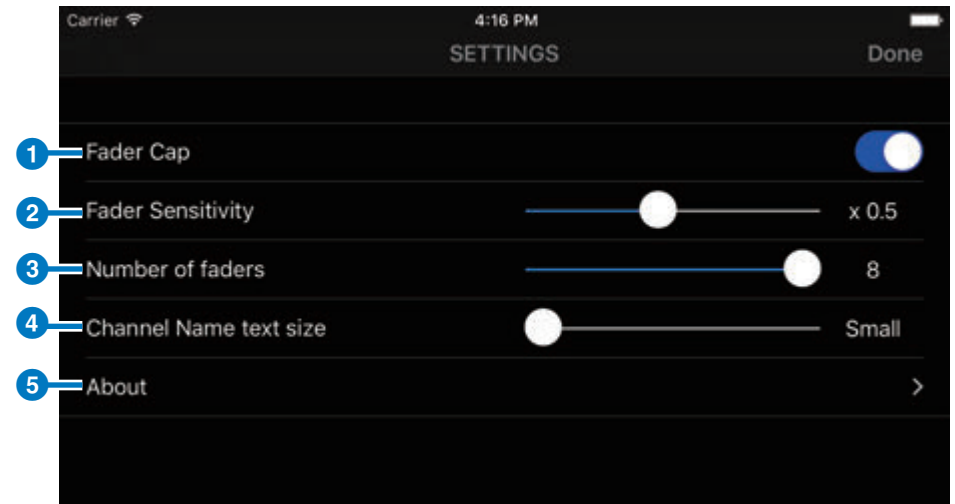 Carrier 4:16 PM
SETTINGS Done
1 Fader Cap
2 Fader Sensitivity x 0.5
3 Number of faders 8
4 Channel Name text size Small
5 About >